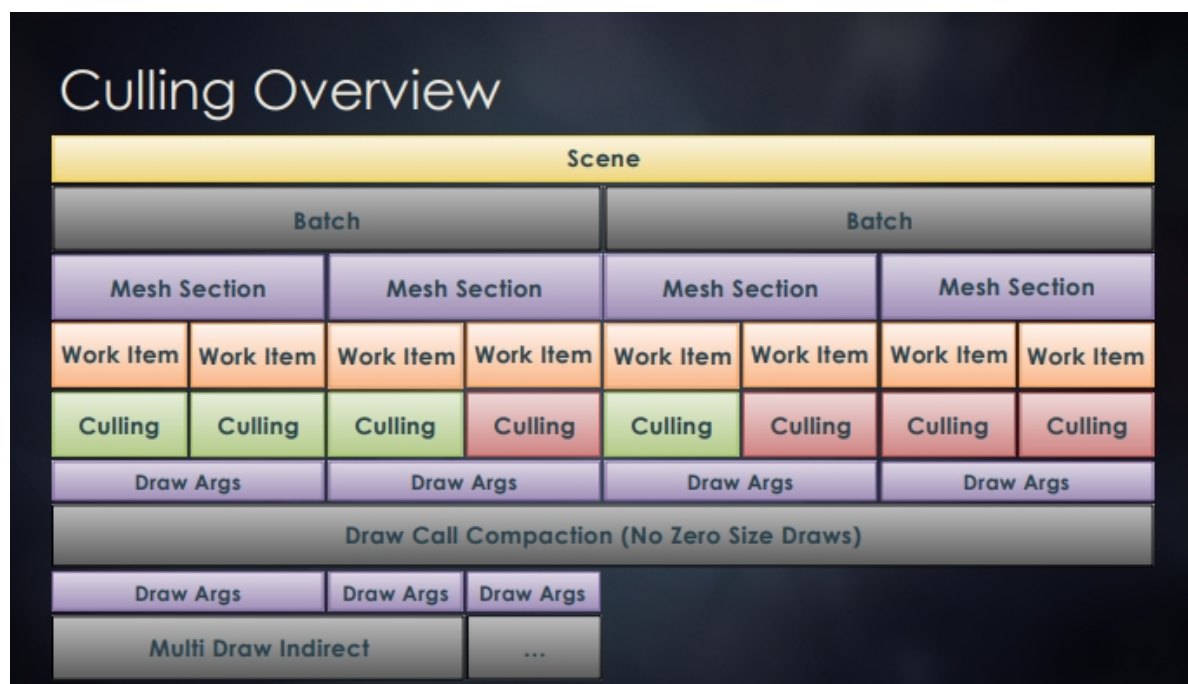 Culling Overview
Scene
Batch Batch
Mesh Section Mesh Section Mesh Section Mesh Section
Work Item Work Item Work Item Work Item Work Item Work Item Work Item Work Item
Culling Culling Culling Culling Culling Culling Culling Culling
Draw Args Draw Args Draw Args Draw Args
Draw Call Compaction (No Zero Size Draws)
Draw Args Draw Args Draw Args
Multi Draw Indirect ...